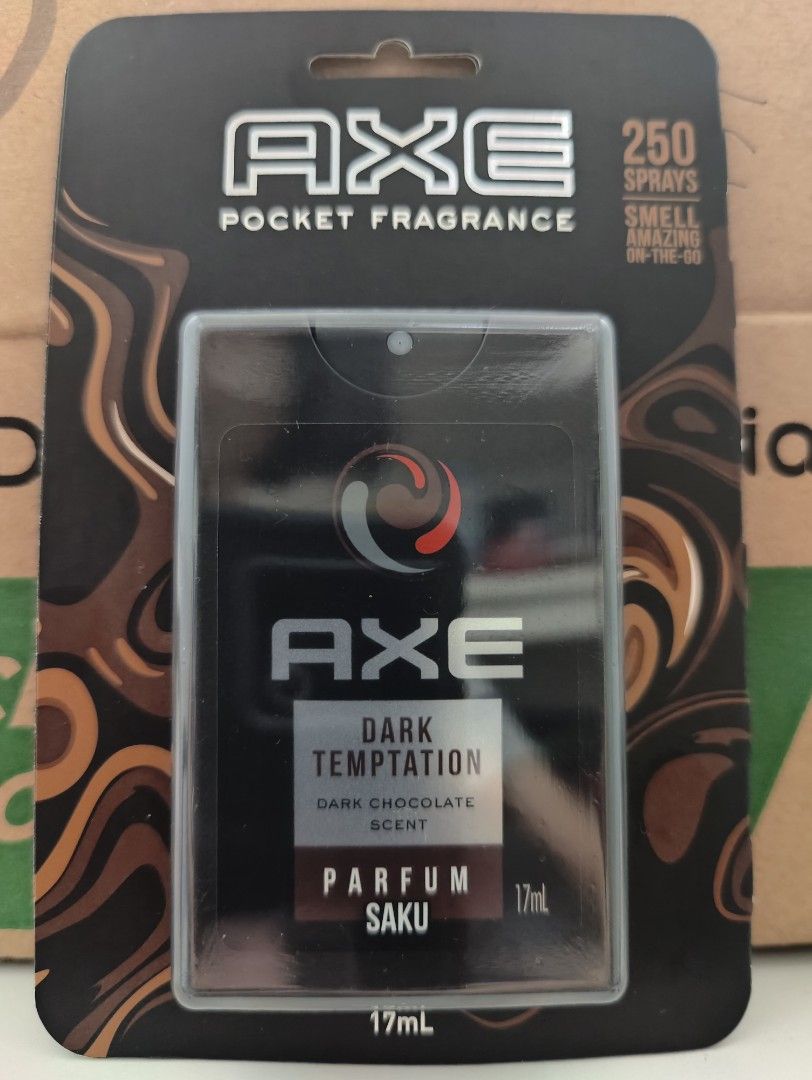 AXE
POCKET FRAGRANCE
250
SPRAYS
SMELL
AMAZING
ON-THE-GO
AXE
DARK
TEMPTATION
DARK CHOCOLATE
SCENT
PARFUM
SAKU
17mL
17mL